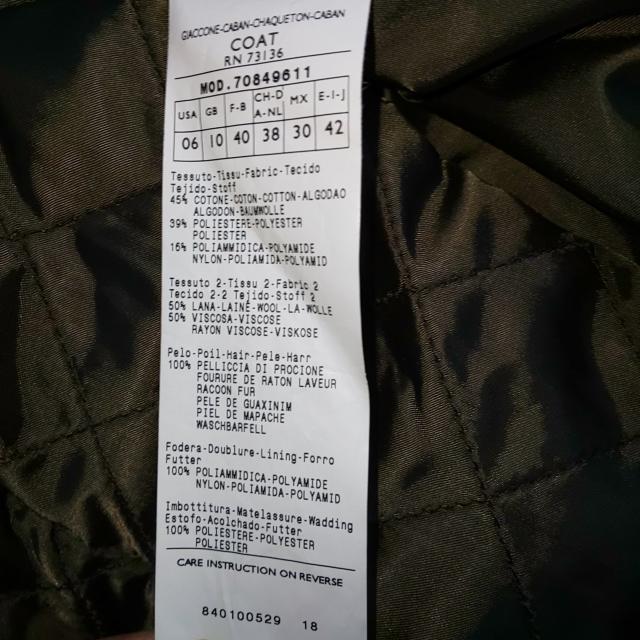 GIACCONE-CABAN-CHAQUETON-CABAN
COAT
RN 73136
MOD.70849611
USA GB F-B CH-D A-NL MX E-I-J
06 10 40 38 30 42
Tessuto-Tissu-Fabric-Tecido
Tejido-Stoff
45% COTONE-COTON-COTTON-ALGODAO
ALGODON-BAUMWOLLE
39% POLIESTERE-POLYESTER
POLIESTER
16% POLIAMMIDICA-POLYAMIDE
NYLON-POLIAMIDA-POLYAMID
Tessuto 2-Tissu 2-Fabric 2
Tecido 2-2 Tejido-Stoff 2
50% LANA-LAINE-WOOL-LA-WOLLE
50% VISCOSA-VISCOSE
RAYON VISCOSE-VISKOSE
Pelo-Poil-Hair-Pele-Harr
100% PELLICCIA DI PROCIONE
FOURURE DE RATON LAVEUR
RACOON FUR
PELE DE GUAXINIM
PIEL DE MAPACHE
WASCHBARFELL
Fodera-Doublure-Lining-Forro
Futter
100% POLIAMMIDICA-POLYAMIDE
NYLON-POLIAMIDA-POLYAMID
Imbottitura-Matelassure-Wadding
Estofo-Acolchado-Futter
100% POLIESTERE-POLYESTER
POLIESTER
CARE INSTRUCTION ON REVERSE
840100529 18